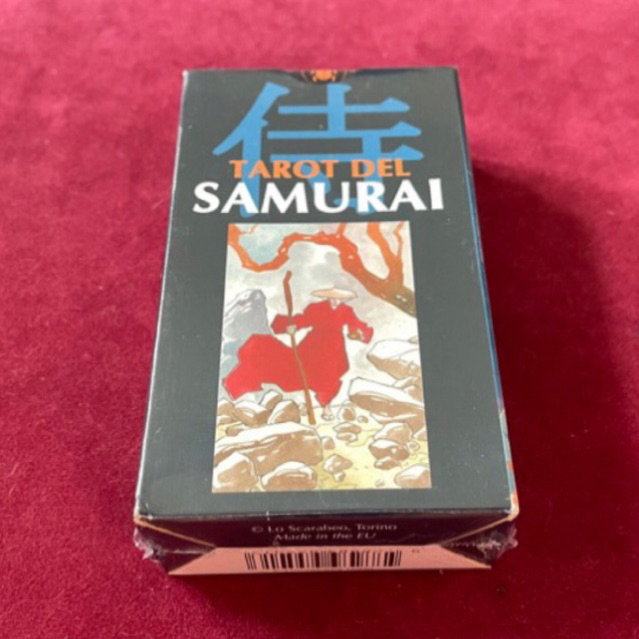 侍
TAROT DEL
SAMURAI
© Lo Scarabeo, Torino
Made in the EU